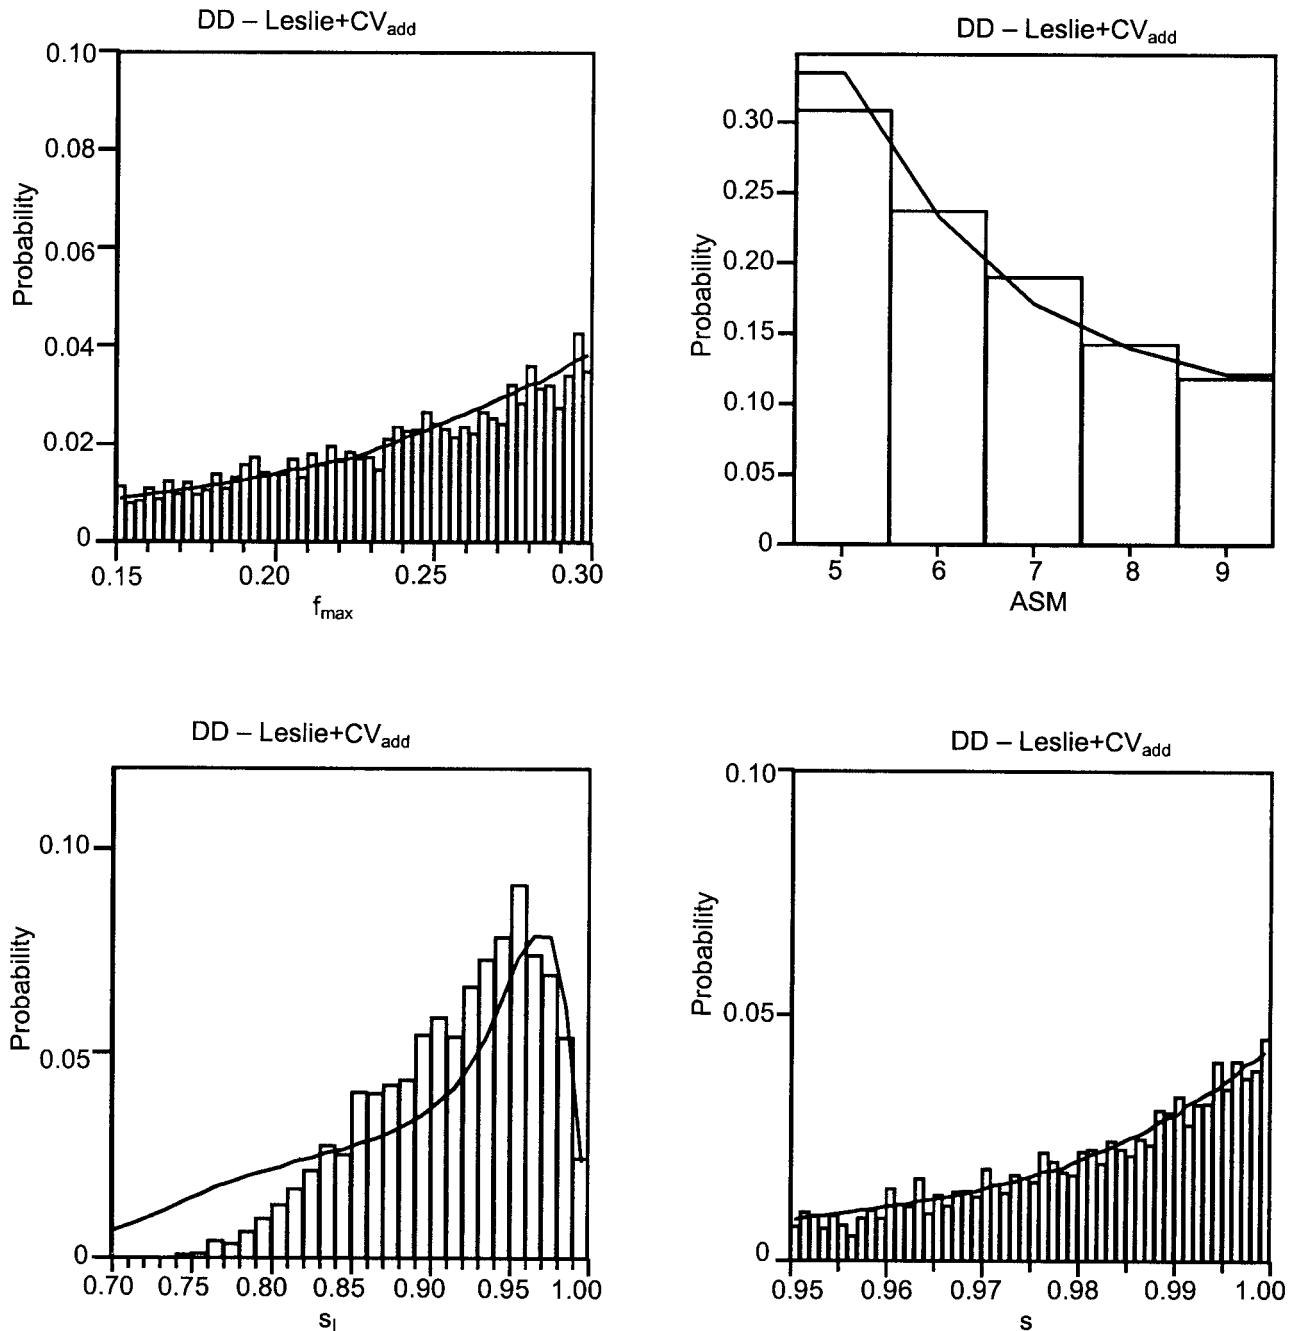 DD – Leslie+CVadd
0.10
0.08
0.06
0.04
0.02
0
Probability
0.15 0.20 0.25 0.30
fmax
DD – Leslie+CVadd
0.30
0.25
0.20
0.15
0.10
0.05
0
Probability
5 6 7 8 9
ASM
DD – Leslie+CVadd
0.10
0.05
0
Probability
0.70 0.75 0.80 0.85 0.90 0.95 1.00
sI
DD – Leslie+CVadd
0.10
0.05
0
Probability
0.95 0.96 0.97 0.98 0.99 1.00
s